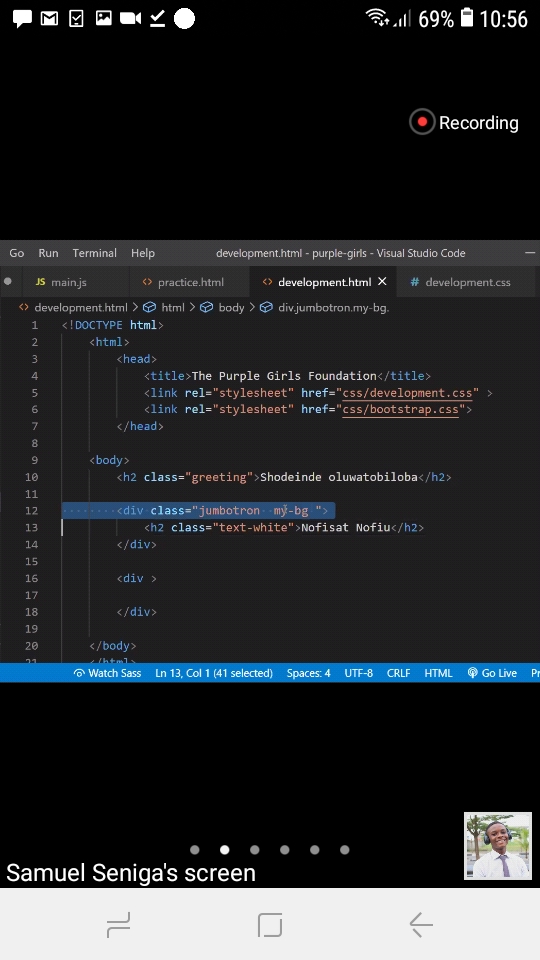 69% 10:56
Recording
Go Run Terminal Help development.html - purple-girls - Visual Studio Code
JS main.js <> practice.html <> development.html # development.css
<> development.html > html > body > div.jumbotron.my-bg.
1 <!DOCTYPE html>
2 <html>
3 <head>
4 <title>The Purple Girls Foundation</title>
5 <link rel="stylesheet" href="css/development.css" >
6 <link rel="stylesheet" href="css/bootstrap.css">
7 </head>
8
9 <body>
10 <h2 class="greeting">Shodeinde oluwatobiloba</h2>
11
12 <div class="jumbotron  my-bg ">
13 <h2 class="text-white">Nofisat Nofiu</h2>
14 </div>
15
16 <div >
17
18 </div>
19
20 </body>
21 </html>
Watch Sass Ln 13, Col 1 (41 selected) Spaces: 4 UTF-8 CRLF HTML Go Live Pr
Samuel Seniga's screen